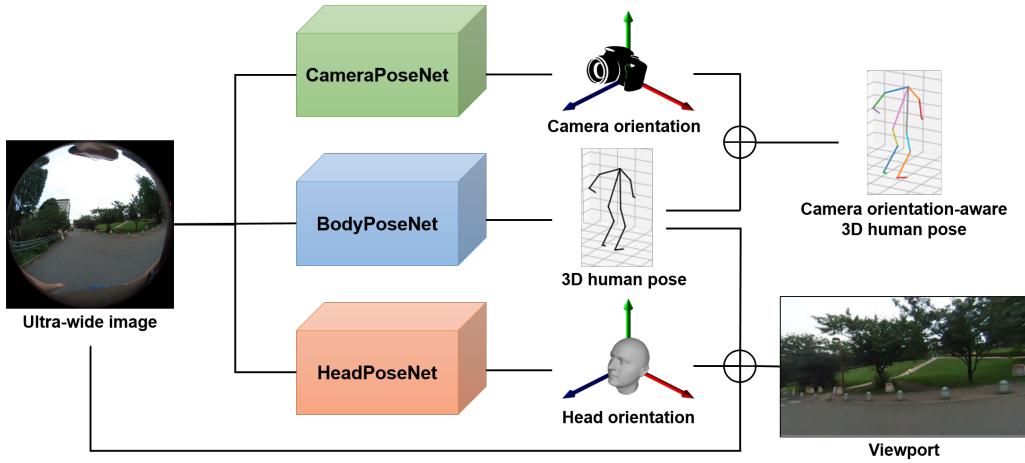 CameraPoseNet
Camera orientation
BodyPoseNet
3D human pose
Camera orientation-aware
3D human pose
Ultra-wide image
HeadPoseNet
Head orientation
Viewport